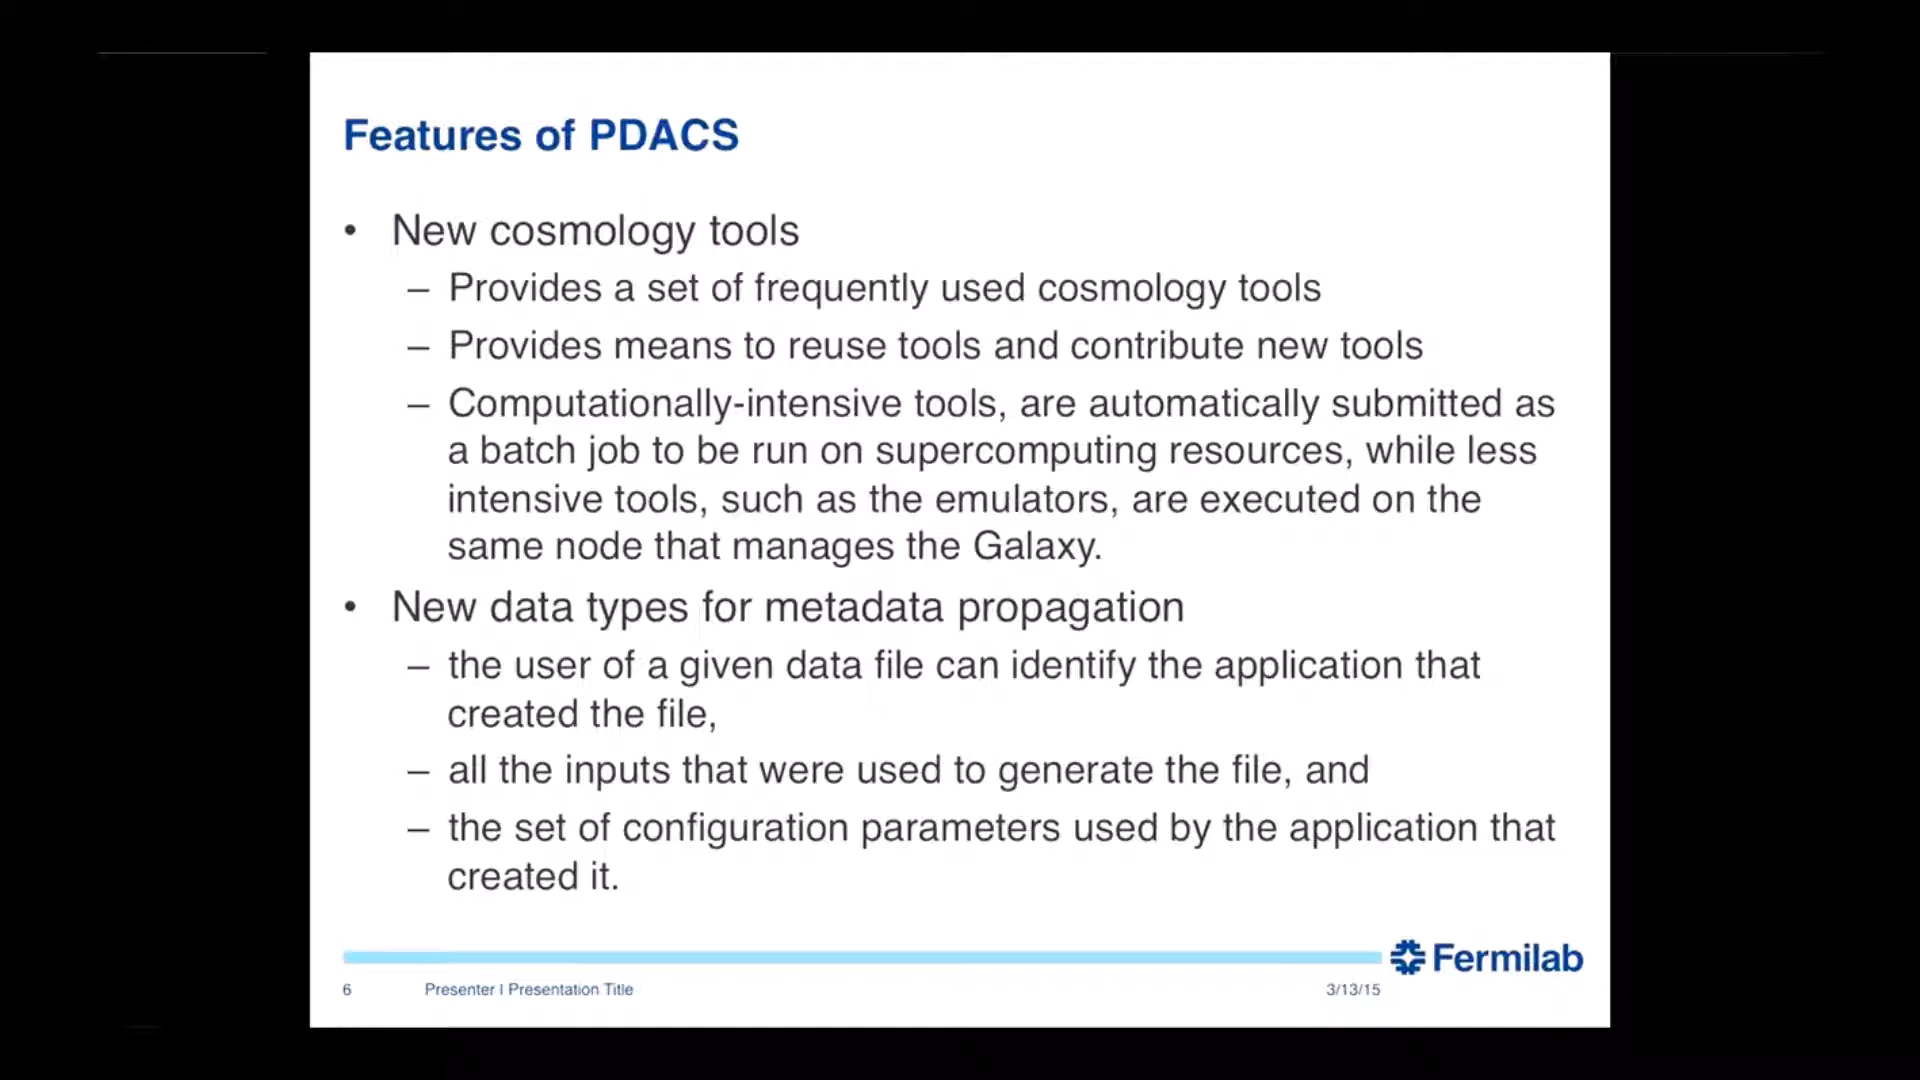 Features of PDACS
• New cosmology tools
– Provides a set of frequently used cosmology tools
– Provides means to reuse tools and contribute new tools
– Computationally-intensive tools, are automatically submitted as
a batch job to be run on supercomputing resources, while less
intensive tools, such as the emulators, are executed on the
same node that manages the Galaxy.
• New data types for metadata propagation
– the user of a given data file can identify the application that
created the file,
– all the inputs that were used to generate the file, and
– the set of configuration parameters used by the application that
created it.
Fermilab
6 Presenter | Presentation Title 3/13/15